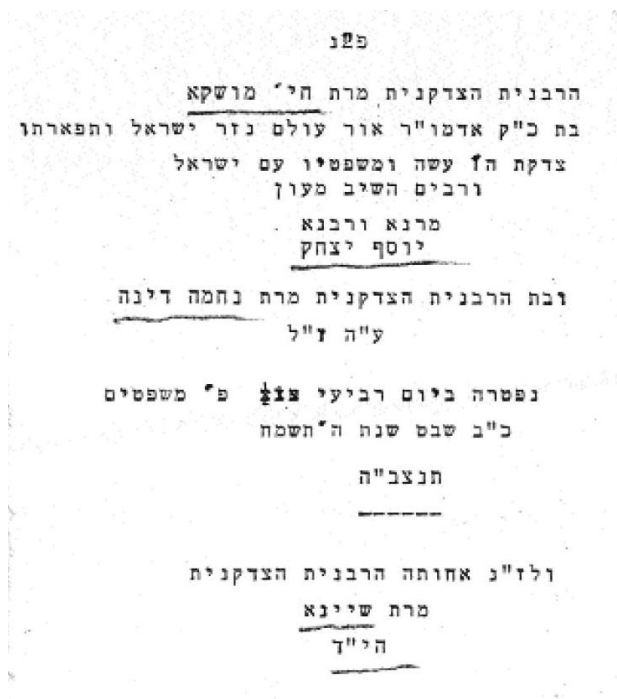 פ"נ
הרבנית הצדקנית מרת חי' מושקא
בת כ"ק אדמו"ר אור עולם נזר ישראל ותפארתו
צדקת ה' עשה ומשפטיו עם ישראל
ורבים השיב מעון
מרנא ורבנא
יוסף יצחק
ובת הרבנית הצדקנית מרת נחמה דינה
ע"ה ז"ל
נפטרה ביום רביעי פ' משפטים
כ"ב שבט שנת ה'תשמח
תנצב"ה
ולז"נ אחותה הרבנית הצדקנית
מרת שיינא
הי"ד